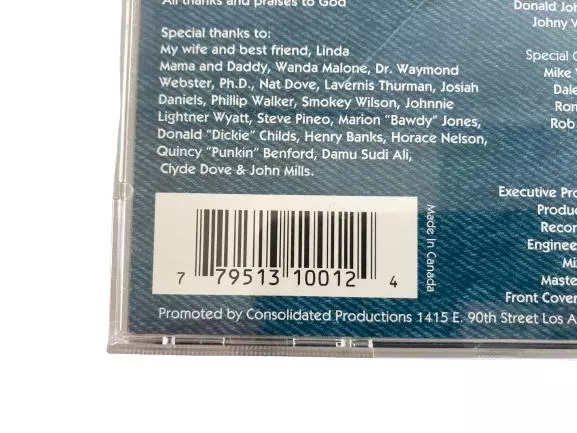 All thanks and praises to God
Special thanks to:
My wife and best friend, Linda
Mama and Daddy, Wanda Malone, Dr. Waymond
Webster, Ph.D., Nat Dove, Lavernis Thurman, Josiah
Daniels, Phillip Walker, Smokey Wilson, Johnnie
Lightner Wyatt, Steve Pineo, Marion "Bawdy" Jones,
Donald "Dickie" Childs, Henry Banks, Horace Nelson,
Quincy "Punkin" Benford, Damu Sudi Ali,
Clyde Dove & John Mills.
7 79513 10012 4
Made In Canada
Promoted by Consolidated Productions 1415 E. 90th Street Los A
Donald Joh
Johny V
Special
Mike
Dale
Ron
Rob
Executive Pro
Produc
Recor
Enginee
Mi
Maste
Front Cover